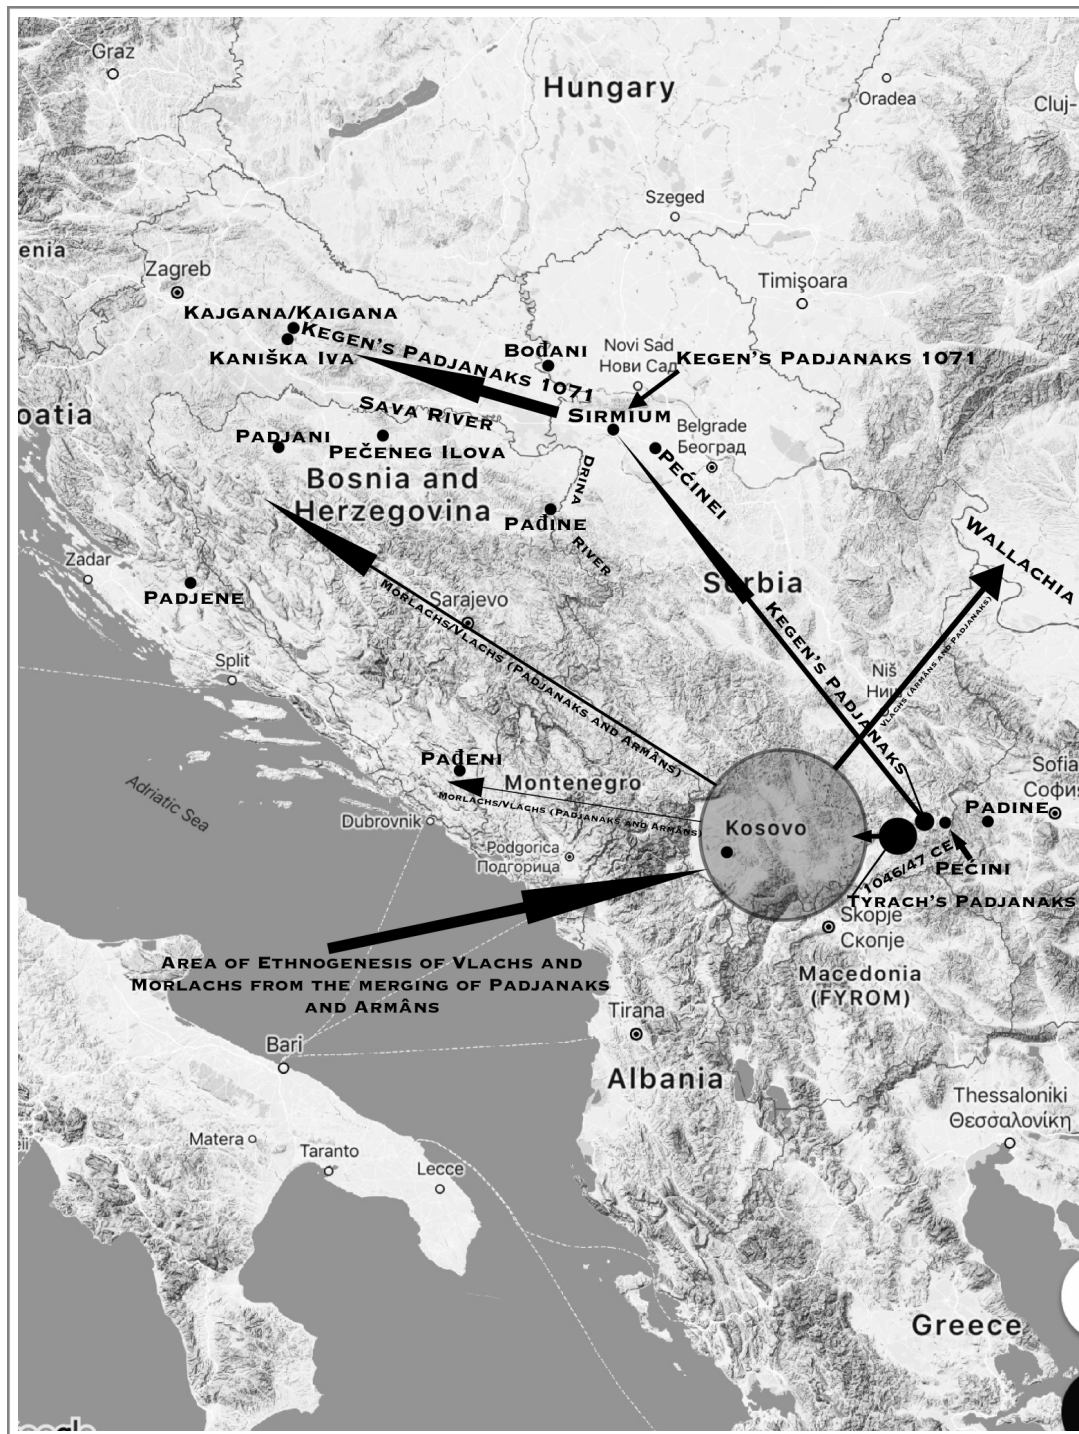 Graz
Hungary
Oradea
Cluj-
Szeged
enia
Zagreb
Timişoara
KAJGANA/KAIGANA
KEGEN'S PADJANAKS 1071
KANIŠKA IVA
BOĐANI
Novi Sad
Нови Сад
KEGEN'S PADJANAKS 1071
oatia
SAVA RIVER
SIRMIUM
Belgrade
Београд
PADJANI
PEČENEG ILOVA
PEĆINEI
Bosnia and
Herzegovina
DRINA
RIVER
PAĐINE
WALLACHIA
Zadar
PADJENE
Serbia
MORLACHS/VLACHS (PADJANAKS AND ARMÂNS)
Sarajevo
KEGEN'S PADJANAKS
VLACHS (ARMÂNS AND PADJANAKS)
Niš
Ниш
Split
PAĐENI
Montenegro
MORLACHS/VLACHS (PADJANAKS AND ARMÂNS)
Adriatic Sea
Dubrovnik
Podgorica
Подгорица
Kosovo
Sofia
София
PADINE
1046/47 CE
PEČINI
TYRACH'S PADJANAKS
Skopje
Скопје
AREA OF ETHNOGENESIS OF VLACHS AND
MORLACHS FROM THE MERGING OF PADJANAKS
AND ARMÂNS
Macedonia
(FYROM)
Tirana
Bari
Albania
Thessaloniki
Θεσσαλονίκη
Matera
Taranto
Lecce
Greece